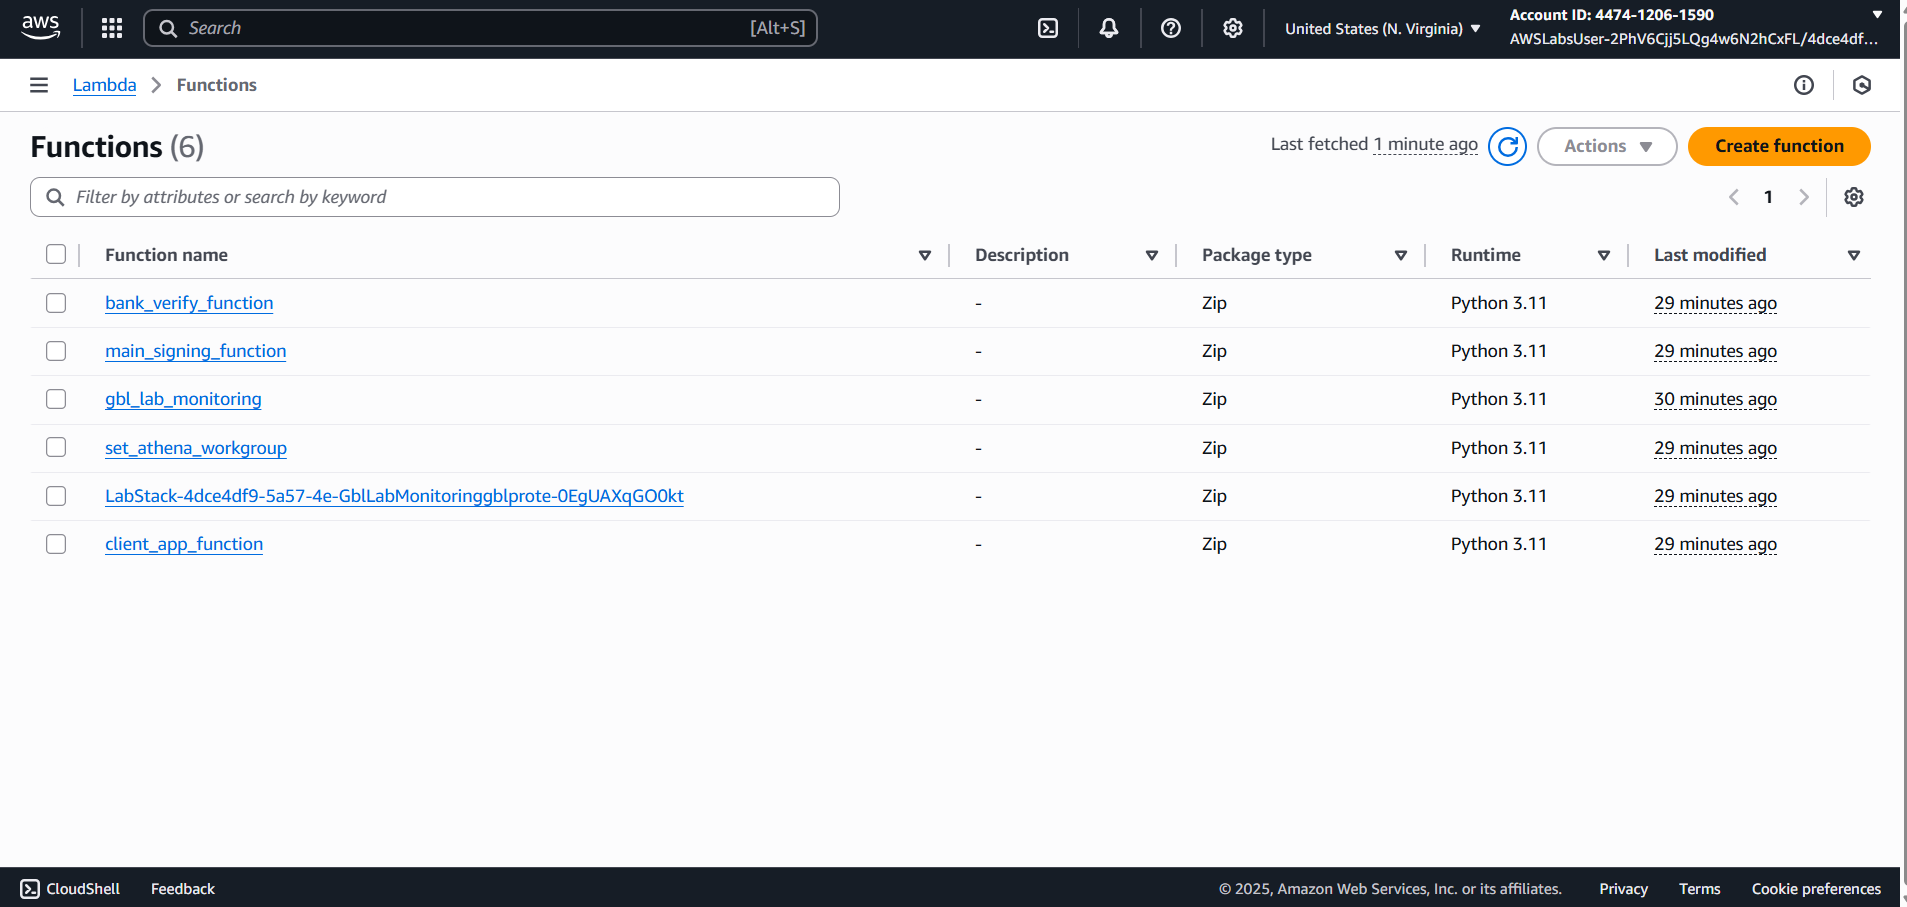 aws
Search [Alt+S]
United States (N. Virginia)
Account ID: 4474-1206-1590
AWSLabsUser-2PhV6Cjj5LQg4w6N2hCxFL/4dce4df...
Lambda
Functions
Functions (6)
Last fetched 1 minute ago
Actions
Create function
Filter by attributes or search by keyword
1
Function name Description Package type Runtime Last modified
bank_verify_function - Zip Python 3.11 29 minutes ago
main_signing_function - Zip Python 3.11 29 minutes ago
gbl_lab_monitoring - Zip Python 3.11 30 minutes ago
set_athena_workgroup - Zip Python 3.11 29 minutes ago
LabStack-4dce4df9-5a57-4e-GblLabMonitoringgblprote-0EgUAXqGO0kt - Zip Python 3.11 29 minutes ago
client_app_function - Zip Python 3.11 29 minutes ago
CloudShell Feedback © 2025, Amazon Web Services, Inc. or its affiliates. Privacy Terms Cookie preferences